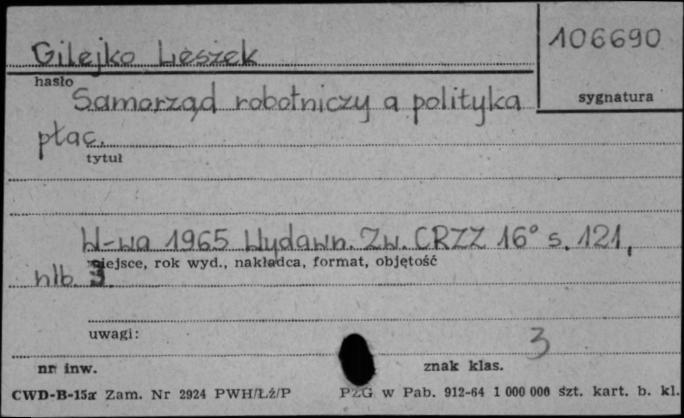 106690
Gilejko Leszek
hasło
sygnatura
Samorząd robotniczy a polityka
płac.
tytuł
W-wa 1965 Wydawn. Zw. CRZZ 16° s. 121,
miejsce, rok wyd., nakładca, format, objętość
nlb. 3.
uwagi:
3
nr inw.
znak klas.
CWD-B-15a Zam. Nr 2924 PWH/Łź/P PZG w Pab. 912-64 1 000 000 szt. kart. b. kl.